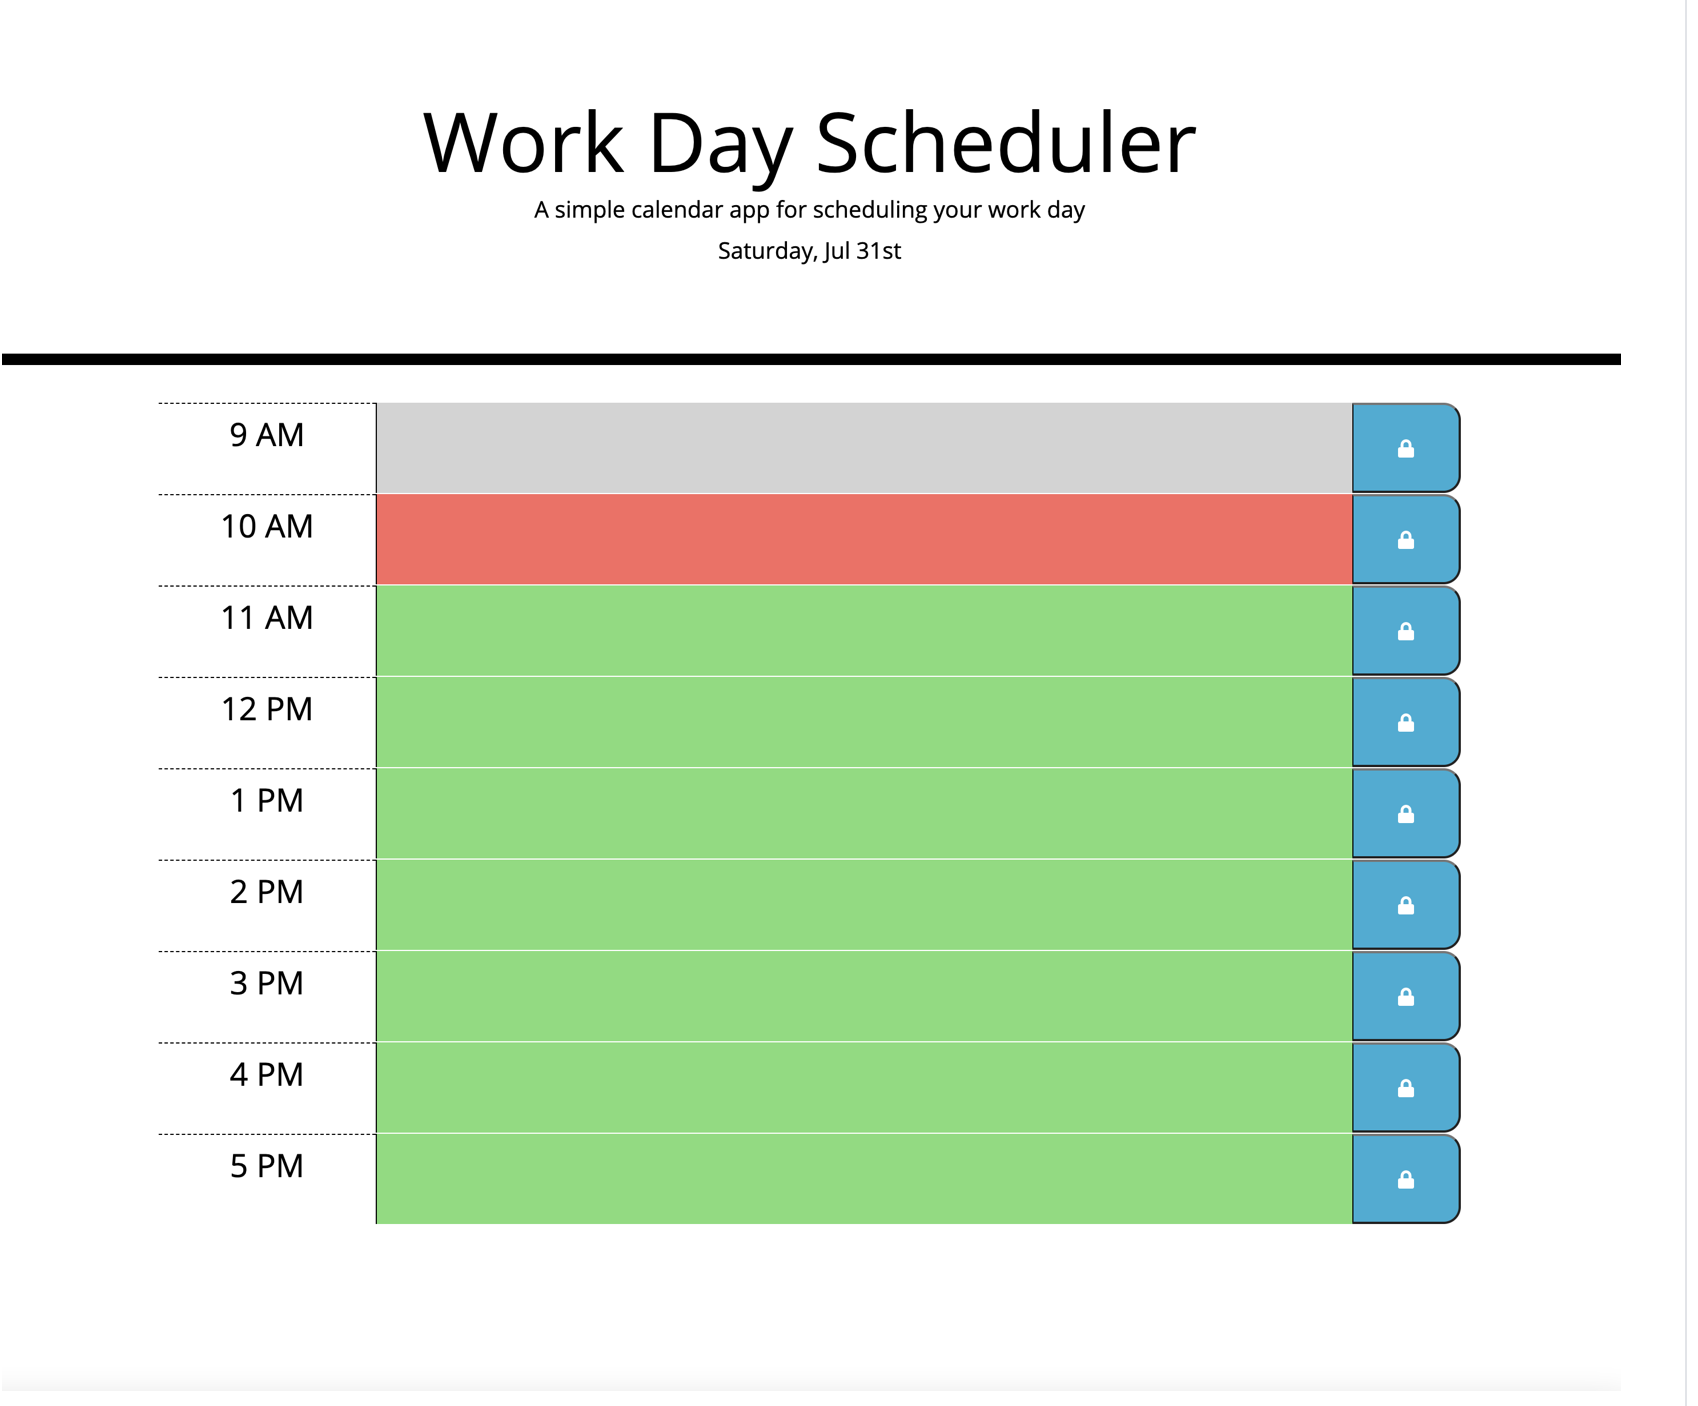 Work Day Scheduler
A simple calendar app for scheduling your work day
Saturday, Jul 31st
9 AM
10 AM
11 AM
12 PM
1 PM
2 PM
3 PM
4 PM
5 PM